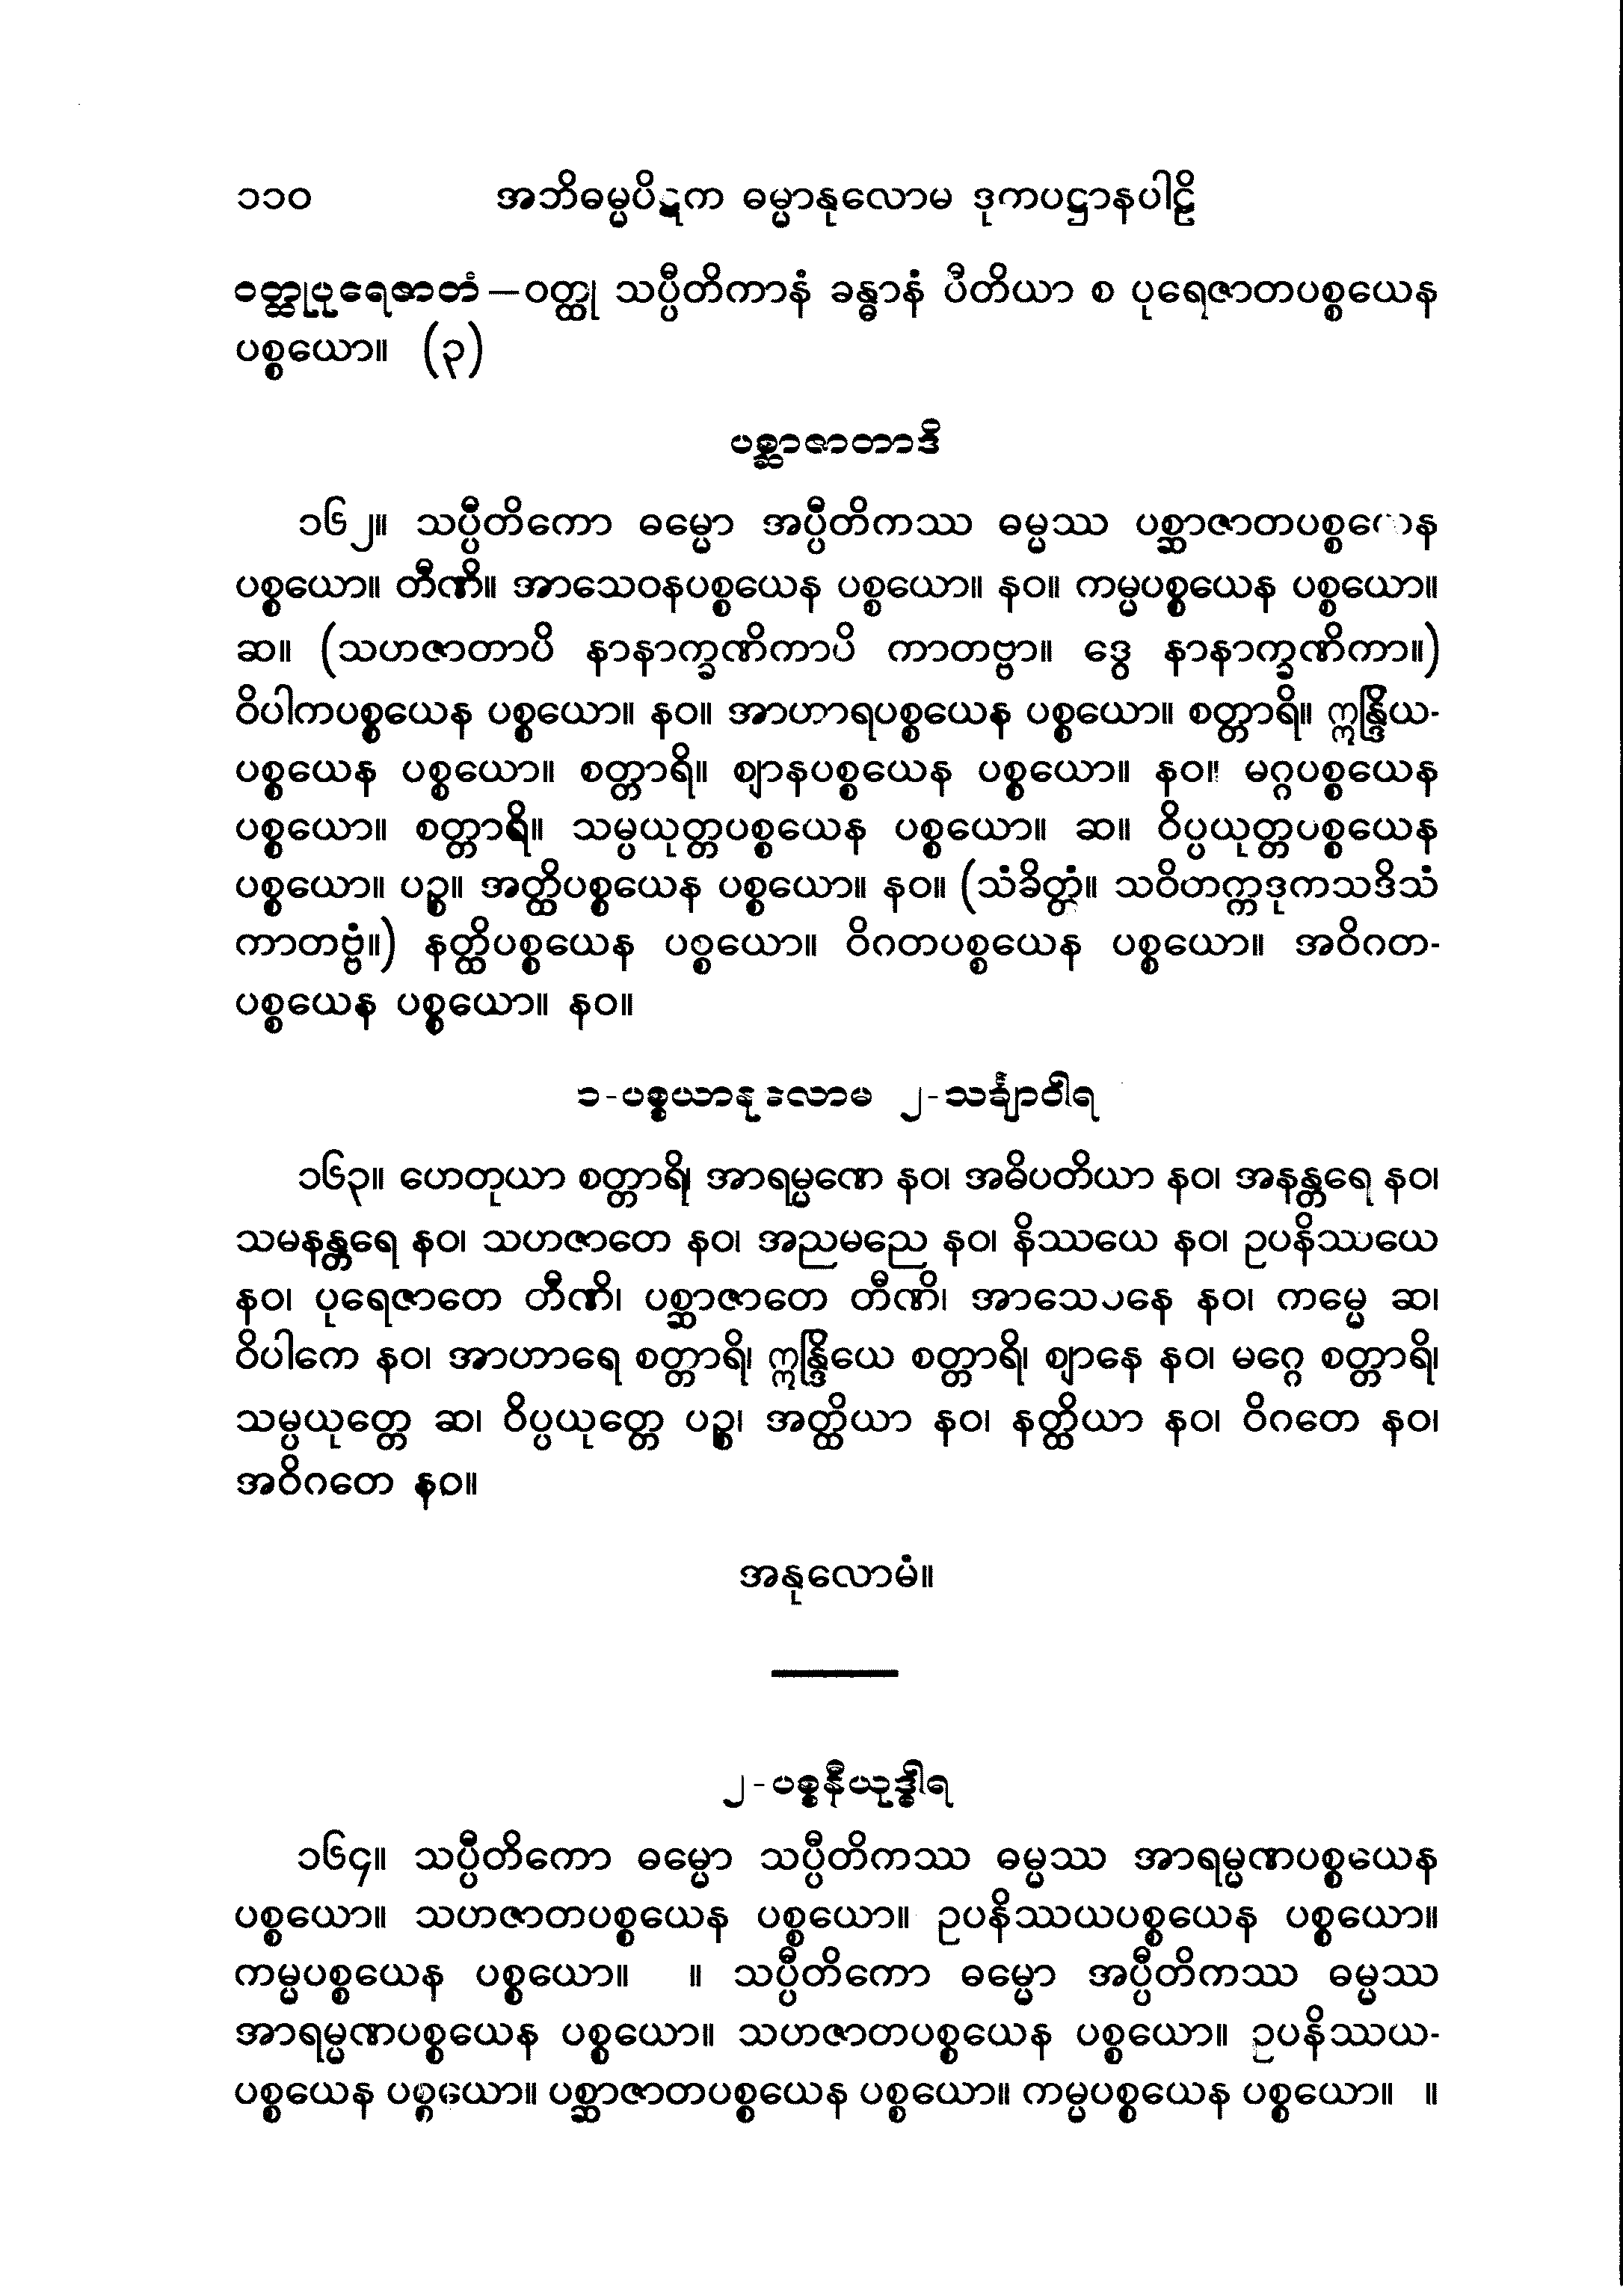 ၁၁၀ အဘိဓမ္မပိဋက ဓမ္မာနုလောမ ဒုကပဋ္ဌာနပါဠိ
ဝတ္ထုပုရေဇာတံ—ဝတ္ထု သပ္ပီတိကာနံ ခန္ဓာနံ ပီတိယာ စ ပုရေဇာတပစ္စယေန
ပစ္စယော။ (၃)
ပစ္ဆာဇာတာဒိ
၁၆၂။ သပ္ပီတိကော ဓမ္မော အပ္ပီတိကဿ ဓမ္မဿ ပစ္ဆာဇာတပစ္စယေန
ပစ္စယော။ တီဏိ။ အာသေဝနပစ္စယေန ပစ္စယော။ နဝ။ ကမ္မပစ္စယေန ပစ္စယော။
ဆ။ (သဟဇာတာပိ နာနာက္ခဏိကာပိ ကာတဗ္ဗာ။ ဒွေ နာနာက္ခဏိကာ။)
ဝိပါကပစ္စယေန ပစ္စယော။ နဝ။ အာဟာရပစ္စယေန ပစ္စယော။ စတ္တာရိ။ ဣန္ဒြိယ-
ပစ္စယေန ပစ္စယော။ စတ္တာရိ။ ဈာနပစ္စယေန ပစ္စယော။ နဝ။ မဂ္ဂပစ္စယေန
ပစ္စယော။ စတ္တာရိ။ သမ္ပယုတ္တပစ္စယေန ပစ္စယော။ ဆ။ ဝိပ္ပယုတ္တပစ္စယေန
ပစ္စယော။ ပဉ္စ။ အတ္ထိပစ္စယေန ပစ္စယော။ နဝ။ (သံခိတ္တံ။ သဝိတက္ကဒုကသဒိသံ
ကာတဗ္ဗံ။) နတ္ထိပစ္စယေန ပစ္စယော။ ဝိဂတပစ္စယေန ပစ္စယော။ အဝိဂတ-
ပစ္စယေန ပစ္စယော။ နဝ။
၁-ပစ္စယာနုလောမ ၂-သင်္ချာဝါရ
၁၆၃။ ဟေတုယာ စတ္တာရိ၊ အာရမ္မဏေ နဝ၊ အဓိပတိယာ နဝ၊ အနန္တရေ နဝ၊
သမနန္တရေ နဝ၊ သဟဇာတေ နဝ၊ အညမညေ နဝ၊ နိဿယေ နဝ၊ ဥပနိဿယေ
နဝ၊ ပုရေဇာတေ တီဏိ၊ ပစ္ဆာဇာတေ တီဏိ၊ အာသေဝနေ နဝ၊ ကမ္မေ ဆ၊
ဝိပါကေ နဝ၊ အာဟာရေ စတ္တာရိ၊ ဣန္ဒြိယေ စတ္တာရိ၊ ဈာနေ နဝ၊ မဂ္ဂေ စတ္တာရိ၊
သမ္ပယုတ္တေ ဆ၊ ဝိပ္ပယုတ္တေ ပဉ္စ၊ အတ္ထိယာ နဝ၊ နတ္ထိယာ နဝ၊ ဝိဂတေ နဝ၊
အဝိဂတေ နဝ။
အနုလောမံ။
၂-ပစ္စနီယုဒ္ဓါရ
၁၆၄။ သပ္ပီတိကော ဓမ္မော သပ္ပီတိကဿ ဓမ္မဿ အာရမ္မဏပစ္စယေန
ပစ္စယော။ သဟဇာတပစ္စယေန ပစ္စယော။ ဥပနိဿယပစ္စယေန ပစ္စယော။
ကမ္မပစ္စယေန ပစ္စယော။ ။ သပ္ပီတိကော ဓမ္မော အပ္ပီတိကဿ ဓမ္မဿ
အာရမ္မဏပစ္စယေန ပစ္စယော။ သဟဇာတပစ္စယေန ပစ္စယော။ ဥပနိဿယ-
ပစ္စယေန ပစ္စယော။ ပစ္ဆာဇာတပစ္စယေန ပစ္စယော။ ကမ္မပစ္စယေန ပစ္စယော။ ။